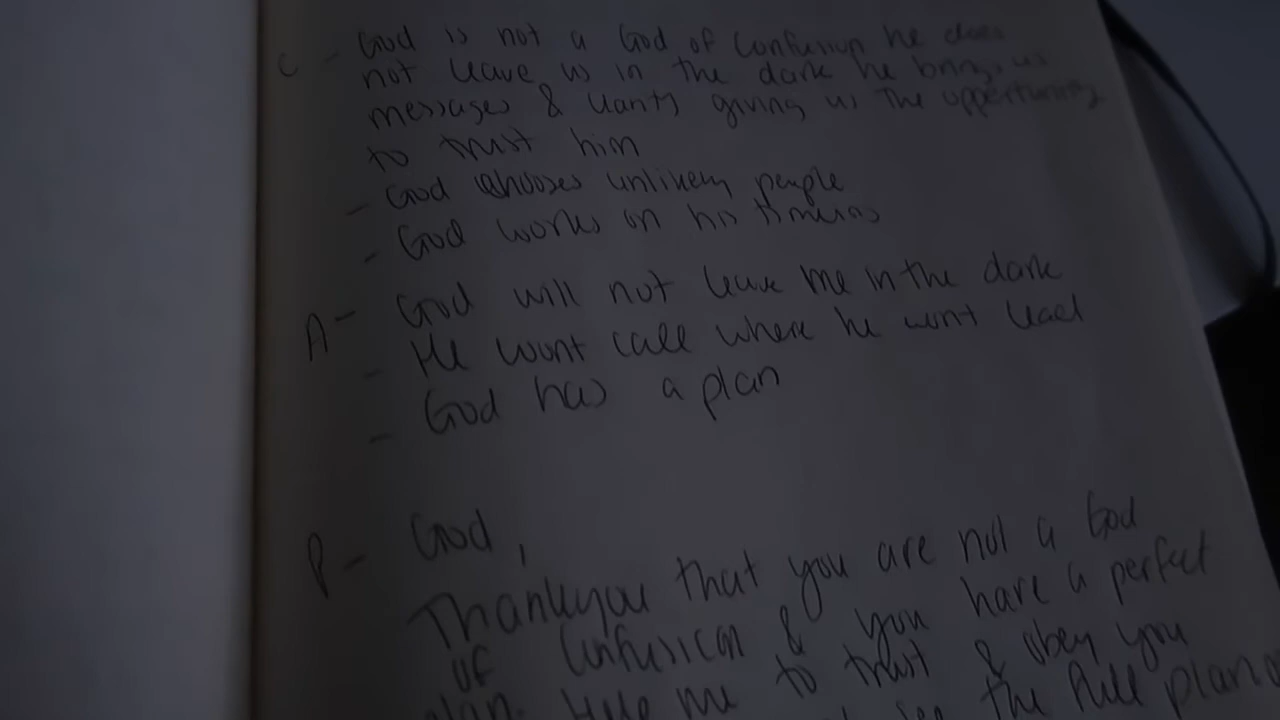 C - God is not a God of confusion he does
not leave us in the dark he brings us
messages & giving us the opportunity
to trust him
- God chooses unlikely people
- God works on his
A - God will not leave me in the dark
- He wont call where he wont lead
- God has a plan
P - God,
Thankyou that you are not a God
of confusion & you have a perfect
plan. Help me to trust & obey you
see the full plan